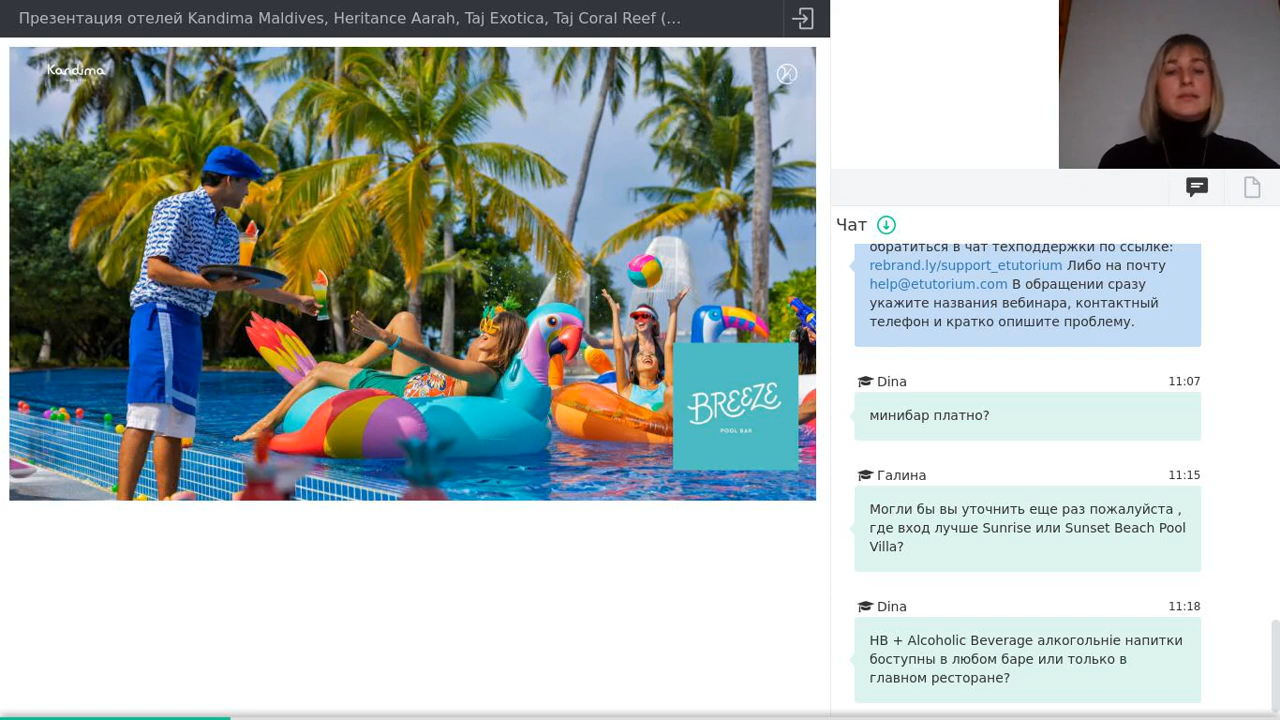 Презентация отелей Kandima Maldives, Heritance Aarah, Taj Exotica, Taj Coral Reef (...
Kandima
BREEZE
POOL BAR
Чат
обратиться в чат техподдержки по ссылке:
rebrand.ly/support_etutorium Либо на почту
help@etutorium.com В обращении сразу
укажите названия вебинара, контактный
телефон и кратко опишите проблему.
Dina 11:07
минибар платно?
Галина 11:15
Могли бы вы уточнить еще раз пожалуйста ,
где вход лучше Sunrise или Sunset Beach Pool
Villa?
Dina 11:18
HB + Alcoholic Beverage алкогольніе напитки
боступны в любом баре или только в
главном ресторане?